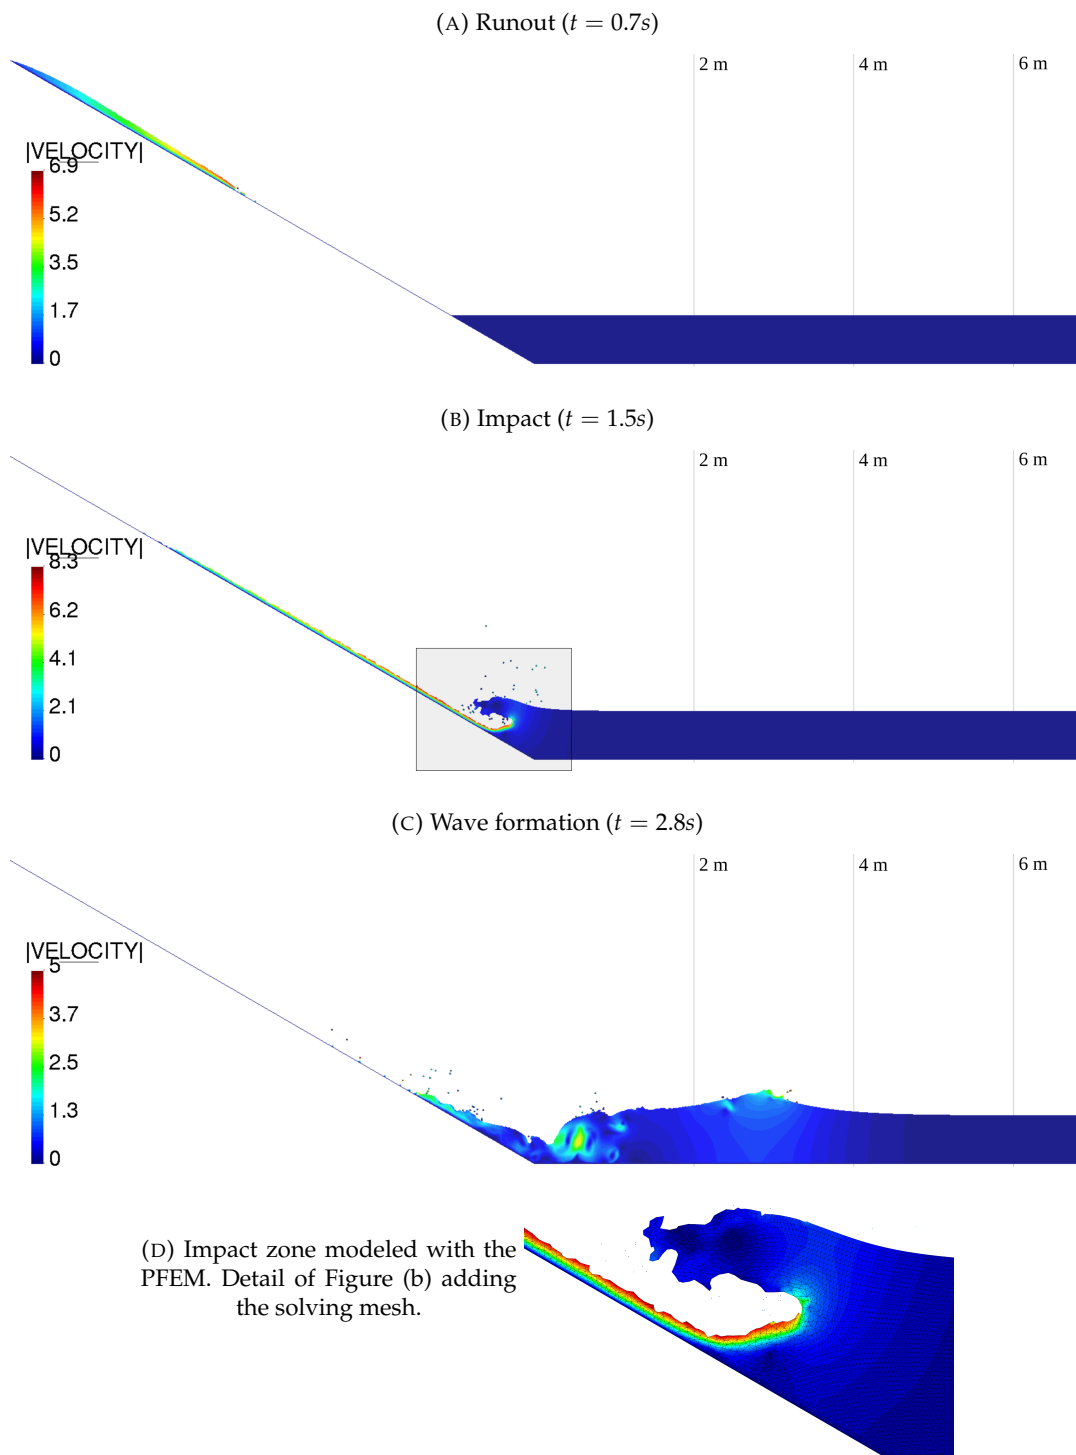 (A) Runout (t = 0.7s)
2 m
4 m
6 m
|VELOCITY|
6.9
5.2
3.5
1.7
0
(B) Impact (t = 1.5s)
2 m
4 m
6 m
|VELOCITY|
8.3
6.2
4.1
2.1
0
(C) Wave formation (t = 2.8s)
2 m
4 m
6 m
|VELOCITY|
5
3.7
2.5
1.3
0
(D) Impact zone modeled with the
PFEM. Detail of Figure (b) adding
the solving mesh.